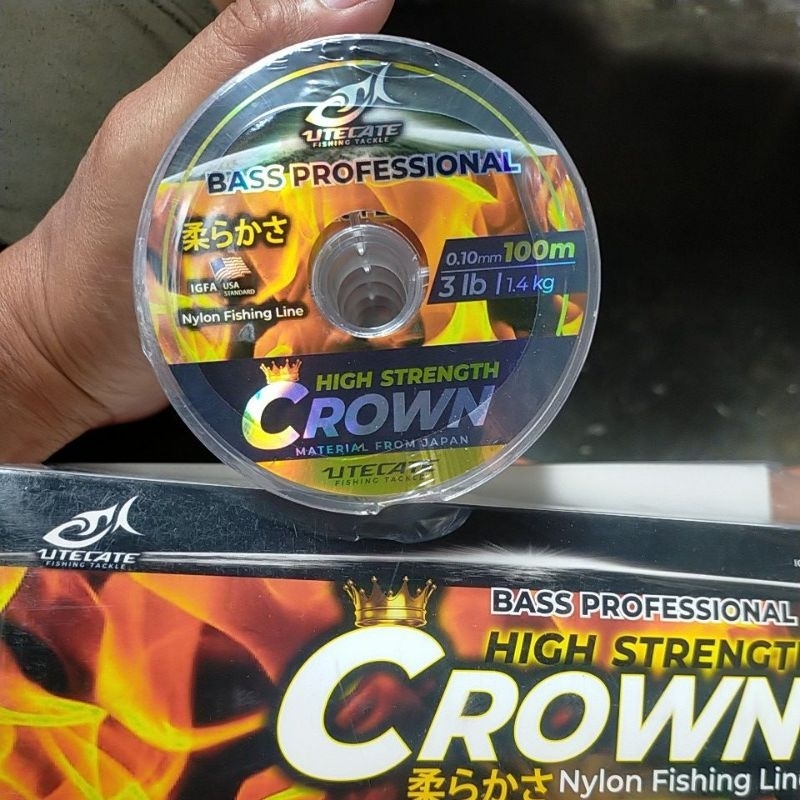 UTECATE
FISHING TACKLE
BASS PROFESSIONAL
柔らかさ
IGFA USA STANDARD
Nylon Fishing Line
0.10mm 100m
3 lb | 1.4 kg
HIGH STRENGTH
CROWN
MATERIAL FROM JAPAN
UTECATE
FISHING TACKLE
UTECATE
FISHING TACKLE
BASS PROFESSIONAL
HIGH STRENGTH
CROWN
柔らかさ Nylon Fishing Line